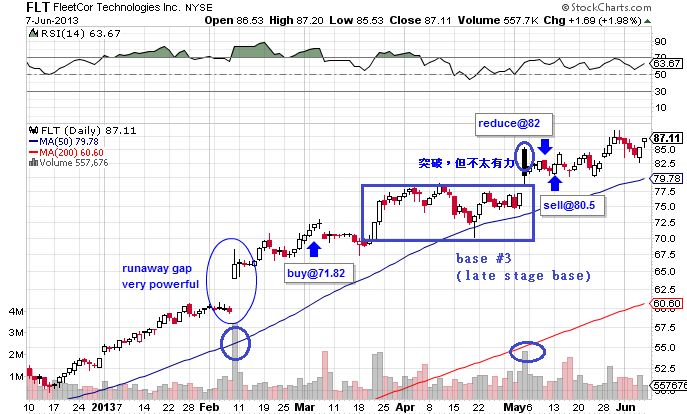 FLT FleetCor Technologies Inc. NYSE © StockCharts.com
7-Jun-2013 Open 86.53 High 87.20 Low 85.53 Close 87.11 Volume 557.7K Chg +1.69 (+1.98%)
RSI(14) 63.67
90
70
63.67
50
30
10
FLT (Daily) 87.11
MA(50) 79.78
MA(200) 60.60
Volume 557,676
reduce@82
突破，但不太有力
sell@80.5
runaway gap
very powerful
buy@71.82
base #3
(late stage base)
87.11
85.0
82.5
79.78
77.5
75.0
72.5
70.0
67.5
65.0
62.5
60.60
57.5
55.0
52.5
50.0
557676
4M
3M
2M
1M
10 17 24 2013 7 14 22 Feb 11 19 Mar 11 18 25 Apr 8 15 22 May 6 13 20 28 Jun